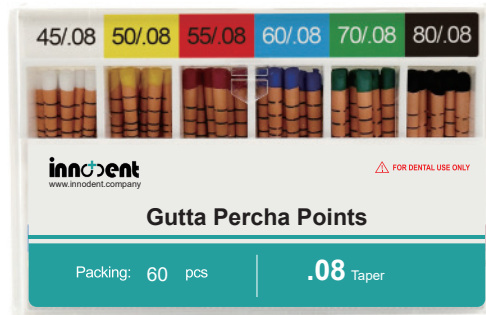 45/.08 50/.08 55/.08 60/.08 70/.08 80/.08
innodent
www.innodent.company
FOR DENTAL USE ONLY
Gutta Percha Points
Packing: 60 pcs
.08 Taper